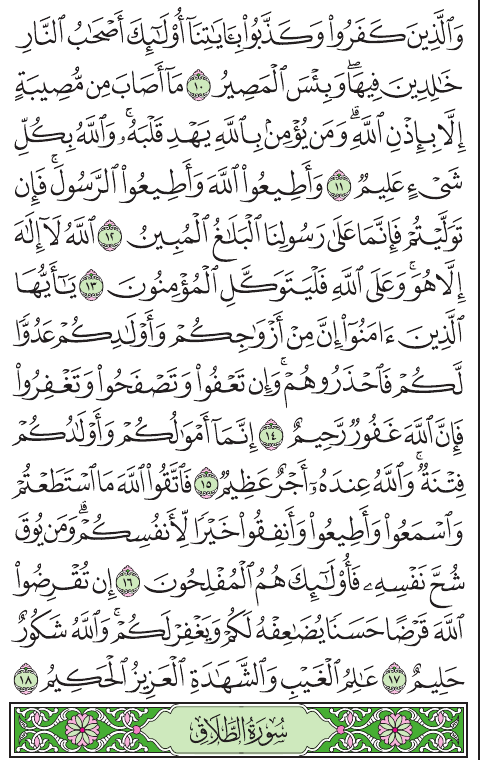 وَٱلَّذِينَ كَفَرُوا۟ وَكَذَّبُوا۟ بِـَٔايَـٰتِنَآ أُو۟لَـٰٓئِكَ أَصْحَـٰبُ ٱلنَّارِ
خَـٰلِدِينَ فِيهَا ۖ وَبِئْسَ ٱلْمَصِيرُ ١٠ مَآ أَصَابَ مِن مُّصِيبَةٍ
إِلَّا بِإِذْنِ ٱللَّهِ ۗ وَمَن يُؤْمِنۢ بِٱللَّهِ يَهْدِ قَلْبَهُۥ ۚ وَٱللَّهُ بِكُلِّ
شَىْءٍ عَلِيمٌ ١١ وَأَطِيعُوا۟ ٱللَّهَ وَأَطِيعُوا۟ ٱلرَّسُولَ ۚ فَإِن
تَوَلَّيْتُمْ فَإِنَّمَا عَلَىٰ رَسُولِنَا ٱلْبَلَـٰغُ ٱلْمُبِينُ ١٢ ٱللَّهُ لَآ إِلَـٰهَ
إِلَّا هُوَ ۚ وَعَلَى ٱللَّهِ فَلْيَتَوَكَّلِ ٱلْمُؤْمِنُونَ ١٣ يَـٰٓأَيُّهَا
ٱلَّذِينَ ءَامَنُوٓا۟ إِنَّ مِنْ أَزْوَٰجِكُمْ وَأَوْلَـٰدِكُمْ عَدُوًّا
لَّكُمْ فَٱحْذَرُوهُمْ ۚ وَإِن تَعْفُوا۟ وَتَصْفَحُوا۟ وَتَغْفِرُوا۟
فَإِنَّ ٱللَّهَ غَفُورٌ رَّحِيمٌ ١٤ إِنَّمَآ أَمْوَٰلُكُمْ وَأَوْلَـٰدُكُمْ
فِتْنَةٌ ۚ وَٱللَّهُ عِندَهُۥٓ أَجْرٌ عَظِيمٌ ١٥ فَٱتَّقُوا۟ ٱللَّهَ مَا ٱسْتَطَعْتُمْ
وَٱسْمَعُوا۟ وَأَطِيعُوا۟ وَأَنفِقُوا۟ خَيْرًا لِّأَنفُسِكُمْ ۗ وَمَن يُوقَ
شُحَّ نَفْسِهِۦ فَأُو۟لَـٰٓئِكَ هُمُ ٱلْمُفْلِحُونَ ١٦ إِن تُقْرِضُوا۟
ٱللَّهَ قَرْضًا حَسَنًا يُضَـٰعِفْهُ لَكُمْ وَيَغْفِرْ لَكُمْ ۚ وَٱللَّهُ شَكُورٌ
حَلِيمٌ ١٧ عَـٰلِمُ ٱلْغَيْبِ وَٱلشَّهَـٰدَةِ ٱلْعَزِيزُ ٱلْحَكِيمُ ١٨
سُورَةُ الطَّلَاقِ